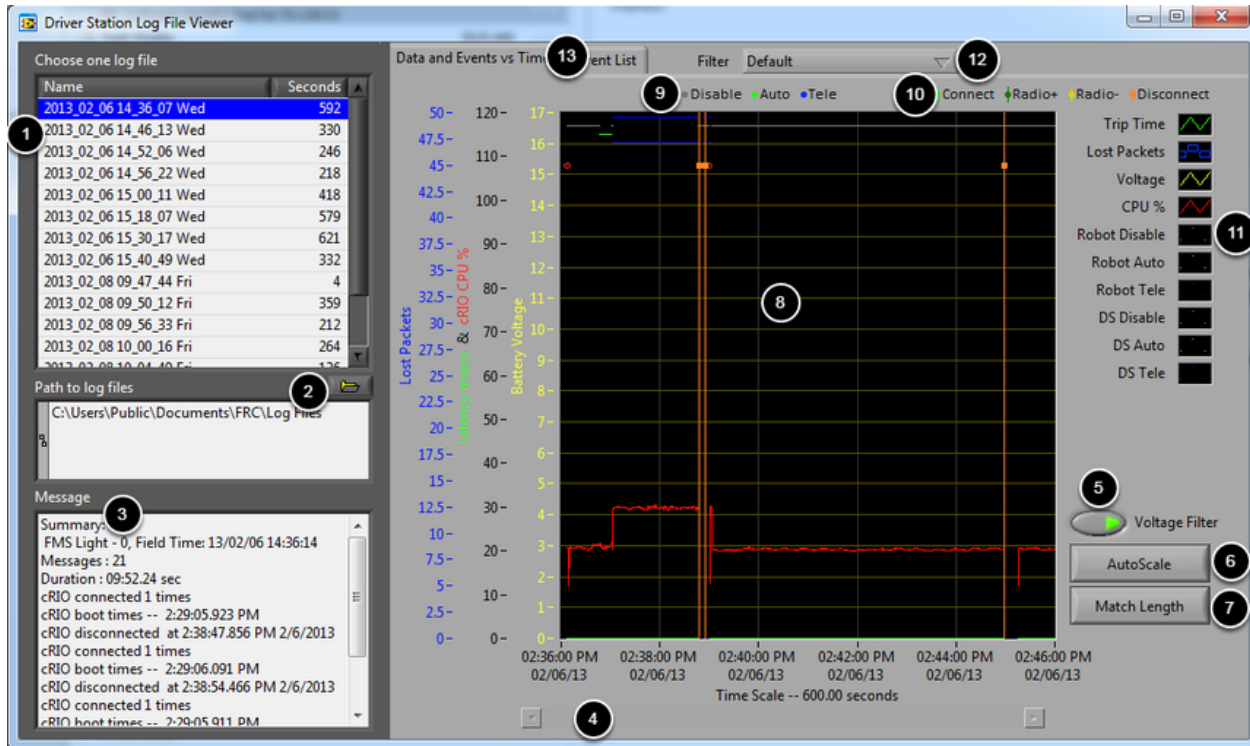 Driver Station Log File Viewer
Choose one log file
Name Seconds
2013_02_06 14_36_07 Wed 592
2013_02_06 14_46_13 Wed 330
2013_02_06 14_52_06 Wed 246
2013_02_06 14_56_22 Wed 218
2013_02_06 15_00_11 Wed 418
2013_02_06 15_18_07 Wed 579
2013_02_06 15_30_17 Wed 621
2013_02_06 15_40_49 Wed 332
2013_02_08 09_47_44 Fri 4
2013_02_08 09_50_12 Fri 359
2013_02_08 09_56_33 Fri 212
2013_02_08 10_00_16 Fri 264
2013_02_08 10_04_40 Fri 126
1
Path to log files
2
C:\Users\Public\Documents\FRC\Log Files
Message
3
Summary:
FMS Light - 0, Field Time: 13/02/06 14:36:14
Messages : 21
Duration : 09:52.24 sec
cRIO connected 1 times
cRIO boot times -- 2:29:05.923 PM
cRIO disconnected at 2:38:47.856 PM 2/6/2013
cRIO connected 1 times
cRIO boot times -- 2:29:06.091 PM
cRIO disconnected at 2:38:54.466 PM 2/6/2013
cRIO connected 1 times
cRIO boot times -- 2:29:05.911 PM
Data and Events vs Time
13
ent List
Filter Default
12
9
Disable Auto Tele
10
Connect Radio+ Radio- Disconnect
Lost Packets
50
47.5
45
42.5
40
37.5
35
32.5
30
27.5
25
22.5
20
17.5
15
12.5
10
7.5
5
2.5
0
& cRIO CPU %
120
110
100
90
80
70
60
50
40
30
20
10
0
Battery Voltage
17
16
15
14
13
12
11
10
9
8
7
6
5
4
3
2
1
0
8
02:36:00 PM 02:38:00 PM 02:40:00 PM 02:42:00 PM 02:44:00 PM 02:46:00 PM
02/06/13 02/06/13 02/06/13 02/06/13 02/06/13 02/06/13
Time Scale -- 600.00 seconds
4
Trip Time
Lost Packets
Voltage
CPU %
Robot Disable
11
Robot Auto
Robot Tele
DS Disable
DS Auto
DS Tele
5
Voltage Filter
AutoScale
6
Match Length
7